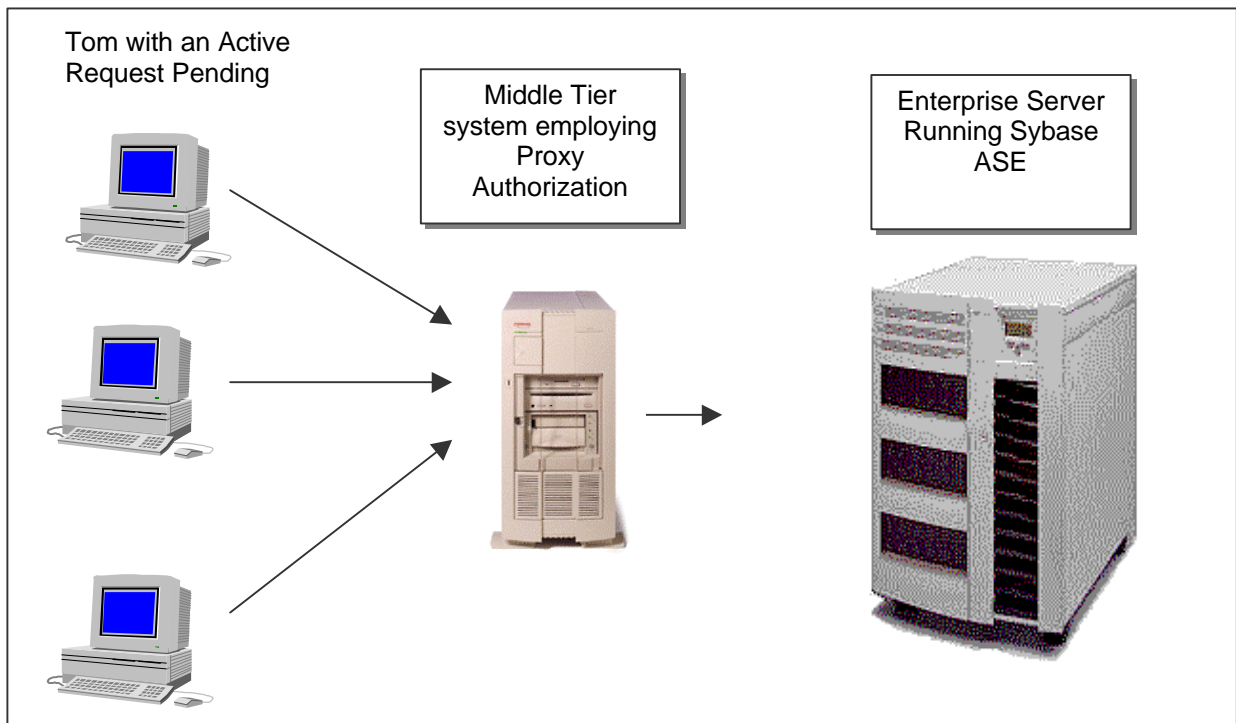 Tom with an Active
Request Pending
Middle Tier
system employing
Proxy
Authorization
Enterprise Server
Running Sybase
ASE